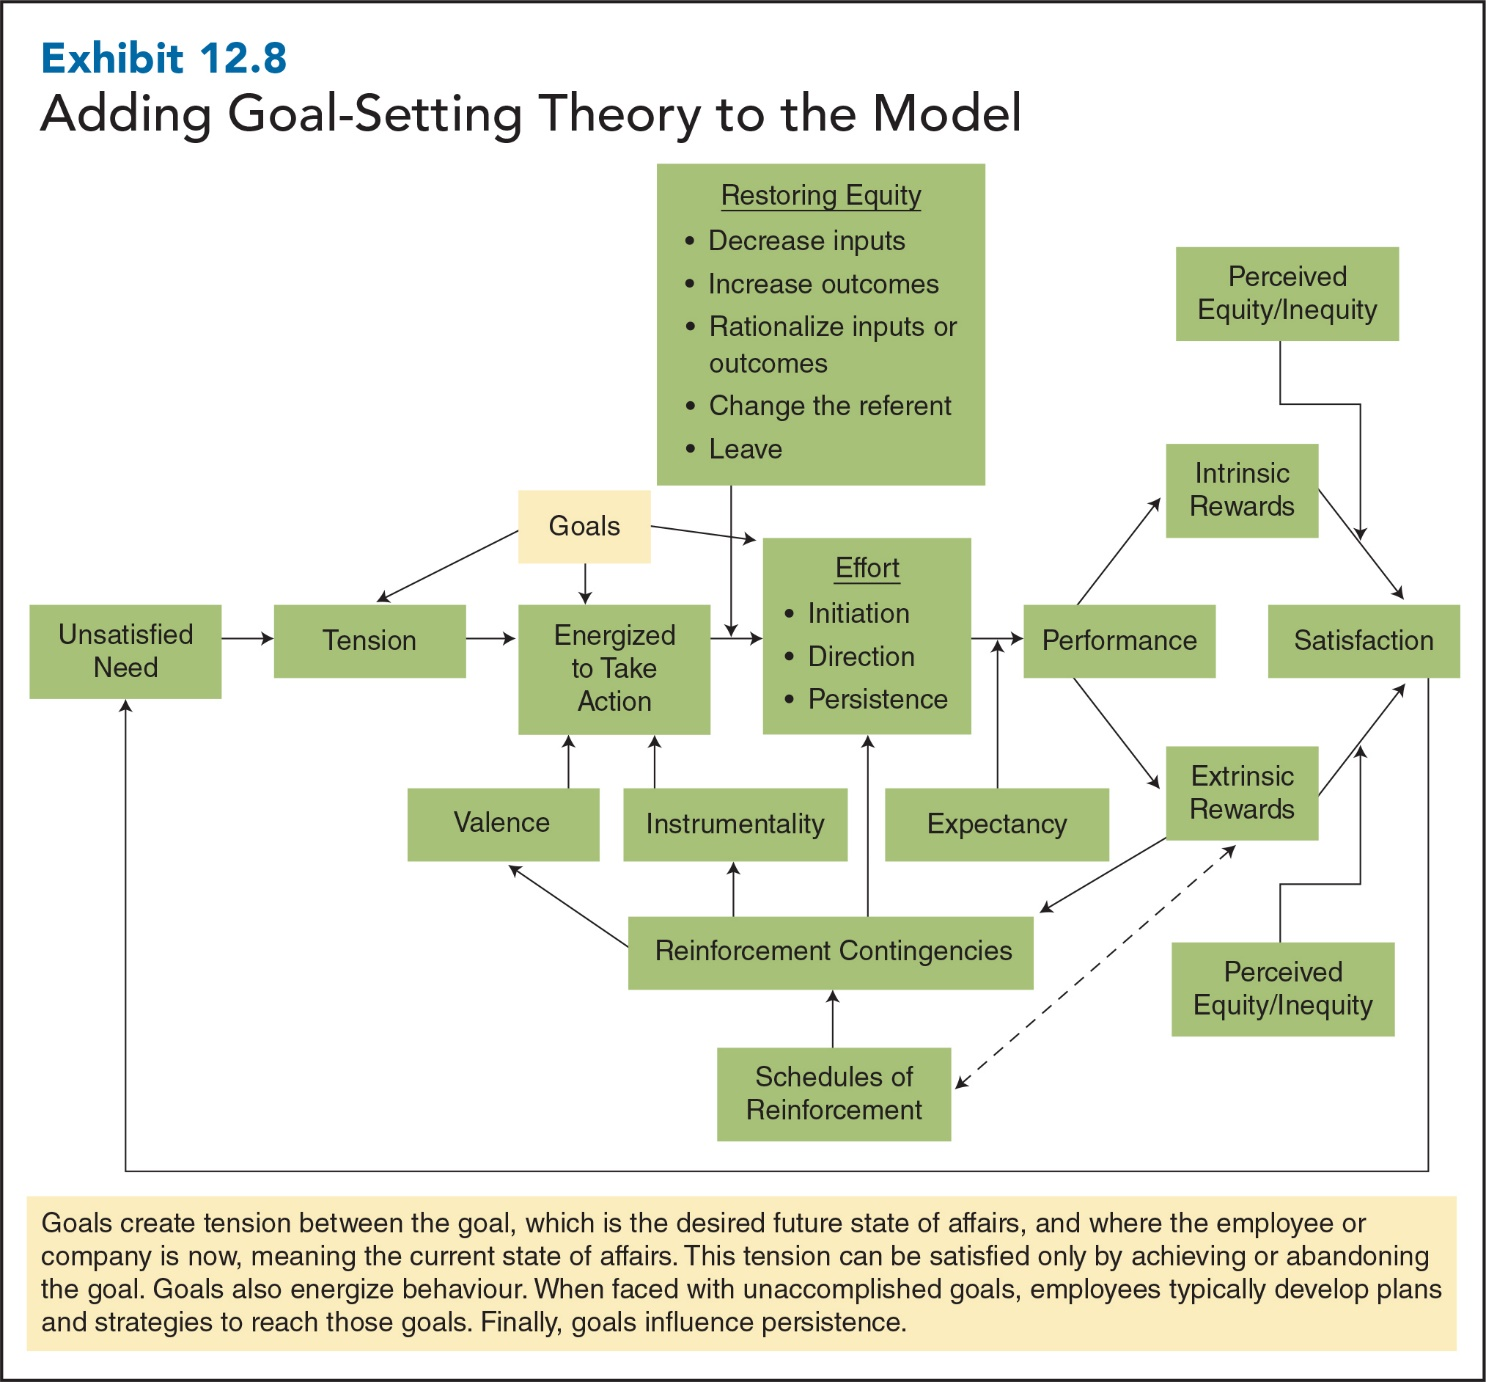 Exhibit 12.8
Adding Goal-Setting Theory to the Model
Restoring Equity
• Decrease inputs
• Increase outcomes
• Rationalize inputs or
outcomes
• Change the referent
• Leave
Perceived
Equity/Inequity
Intrinsic
Rewards
Goals
Effort
• Initiation
• Direction
• Persistence
Unsatisfied
Need
Tension
Energized
to Take
Action
Performance
Satisfaction
Valence
Instrumentality
Expectancy
Extrinsic
Rewards
Reinforcement Contingencies
Perceived
Equity/Inequity
Schedules of
Reinforcement
Goals create tension between the goal, which is the desired future state of affairs, and where the employee or
company is now, meaning the current state of affairs. This tension can be satisfied only by achieving or abandoning
the goal. Goals also energize behaviour. When faced with unaccomplished goals, employees typically develop plans
and strategies to reach those goals. Finally, goals influence persistence.